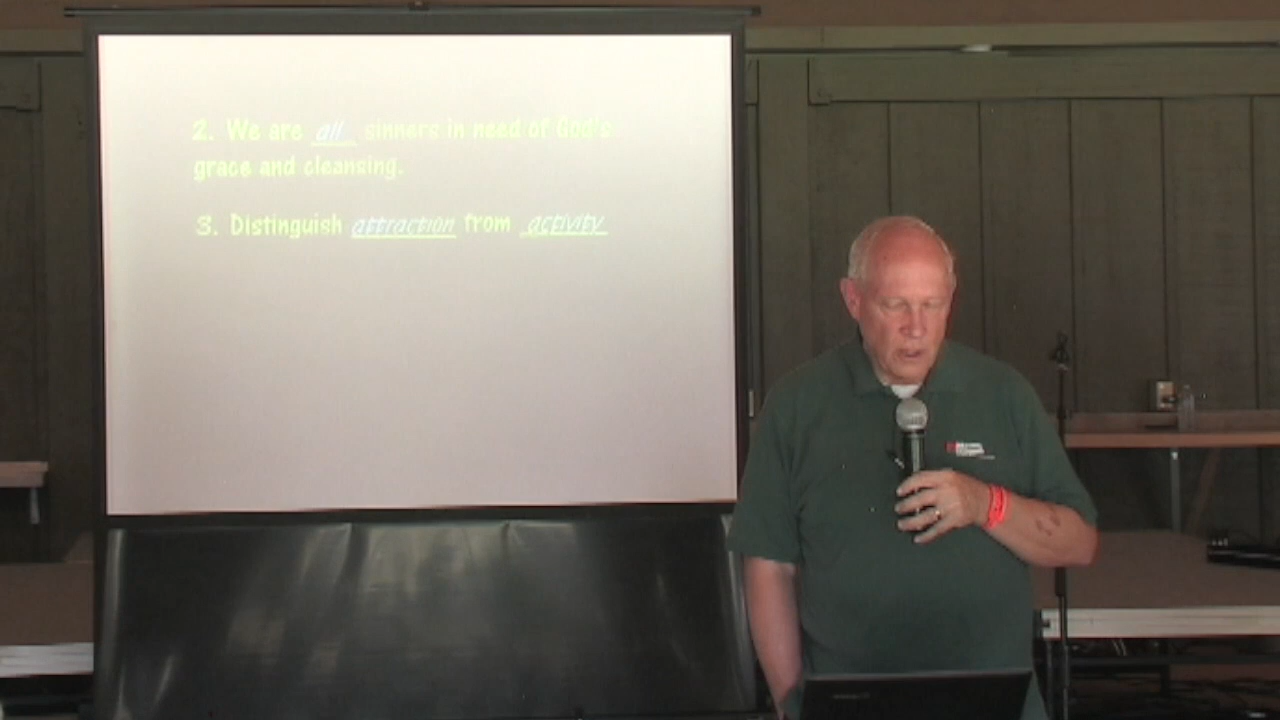 2. We are all sinners in need of God's
grace and cleansing.
3. Distinguish attraction from activity